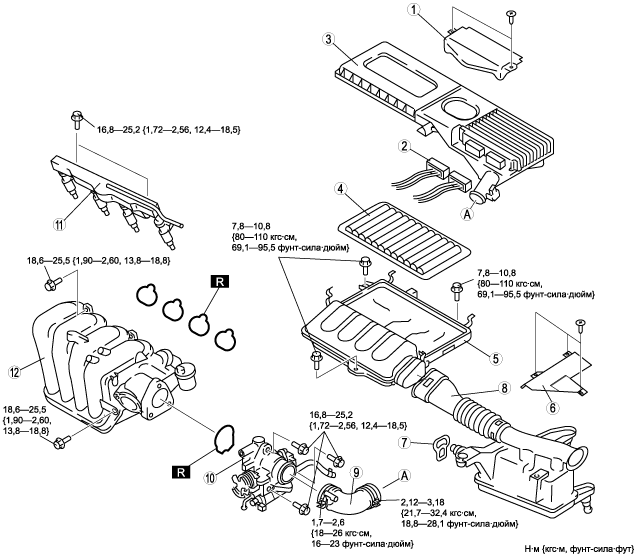 1
3
16,8—25,2 {1,72—2,56, 12,4—18,5}
2
4
A
11
7,8—10,8
{80—110 кгс·см,
69,1—95,5 фунт-сила·дюйм}
18,6—25,5 {1,90—2,60, 13,8—18,8}
R
7,8—10,8
{80—110 кгс·см,
69,1—95,5 фунт-сила·дюйм}
5
12
8
6
18,6—25,5
{1,90—2,60,
13,8—18,8}
16,8—25,2
{1,72—2,56, 12,4—18,5}
7
R
10
9
A
2,12—3,18
{21,7—32,4 кгс·см,
18,8—28,1 фунт-сила·дюйм}
1,7—2,6
{18—26 кгс·см,
16—23 фунт-сила·дюйм}
Н·м {кгс·м, фунт-сила·фут}